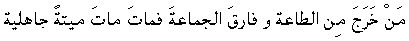 مَنْ خَرَجَ مِن الطاعة و فارقَ الجماعةَ فماتَ ماتَ ميتةً جاهلية